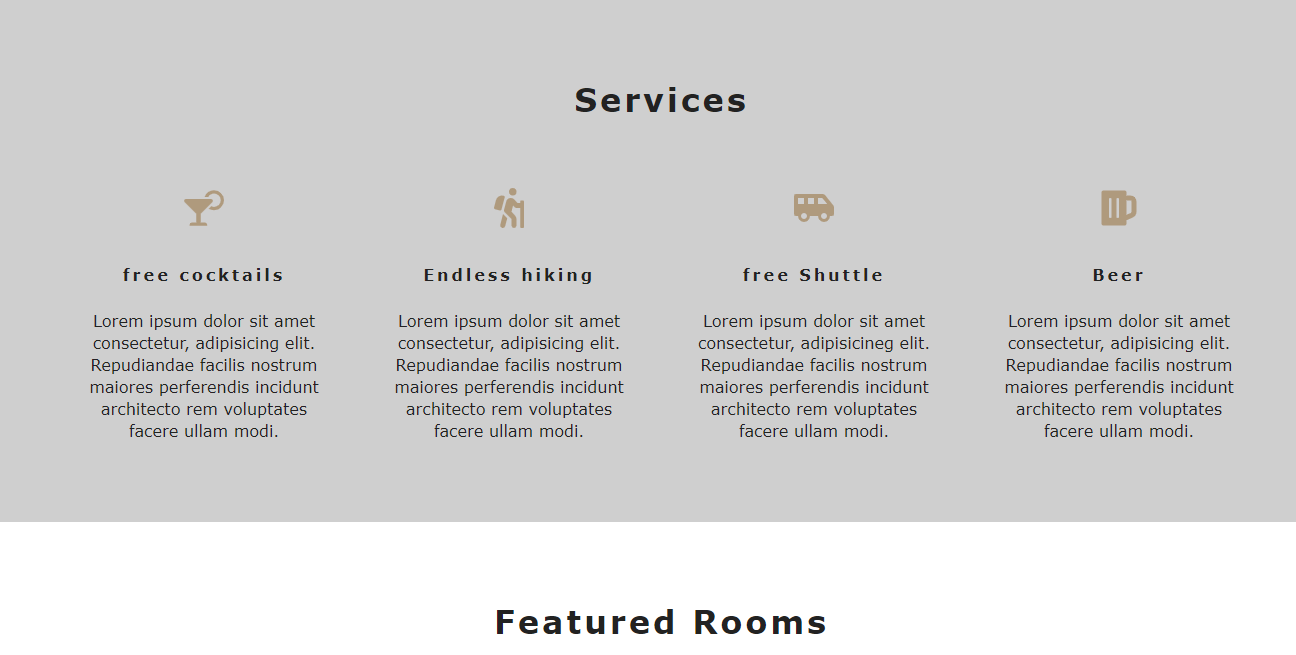 Services
free cocktails
Lorem ipsum dolor sit amet
consectetur, adipisicing elit.
Repudiandae facilis nostrum
maiores perferendis incidunt
architecto rem voluptates
facere ullam modi.
Endless hiking
Lorem ipsum dolor sit amet
consectetur, adipisicing elit.
Repudiandae facilis nostrum
maiores perferendis incidunt
architecto rem voluptates
facere ullam modi.
free Shuttle
Lorem ipsum dolor sit amet
consectetur, adipisicineg elit.
Repudiandae facilis nostrum
maiores perferendis incidunt
architecto rem voluptates
facere ullam modi.
Beer
Lorem ipsum dolor sit amet
consectetur, adipisicing elit.
Repudiandae facilis nostrum
maiores perferendis incidunt
architecto rem voluptates
facere ullam modi.
Featured Rooms